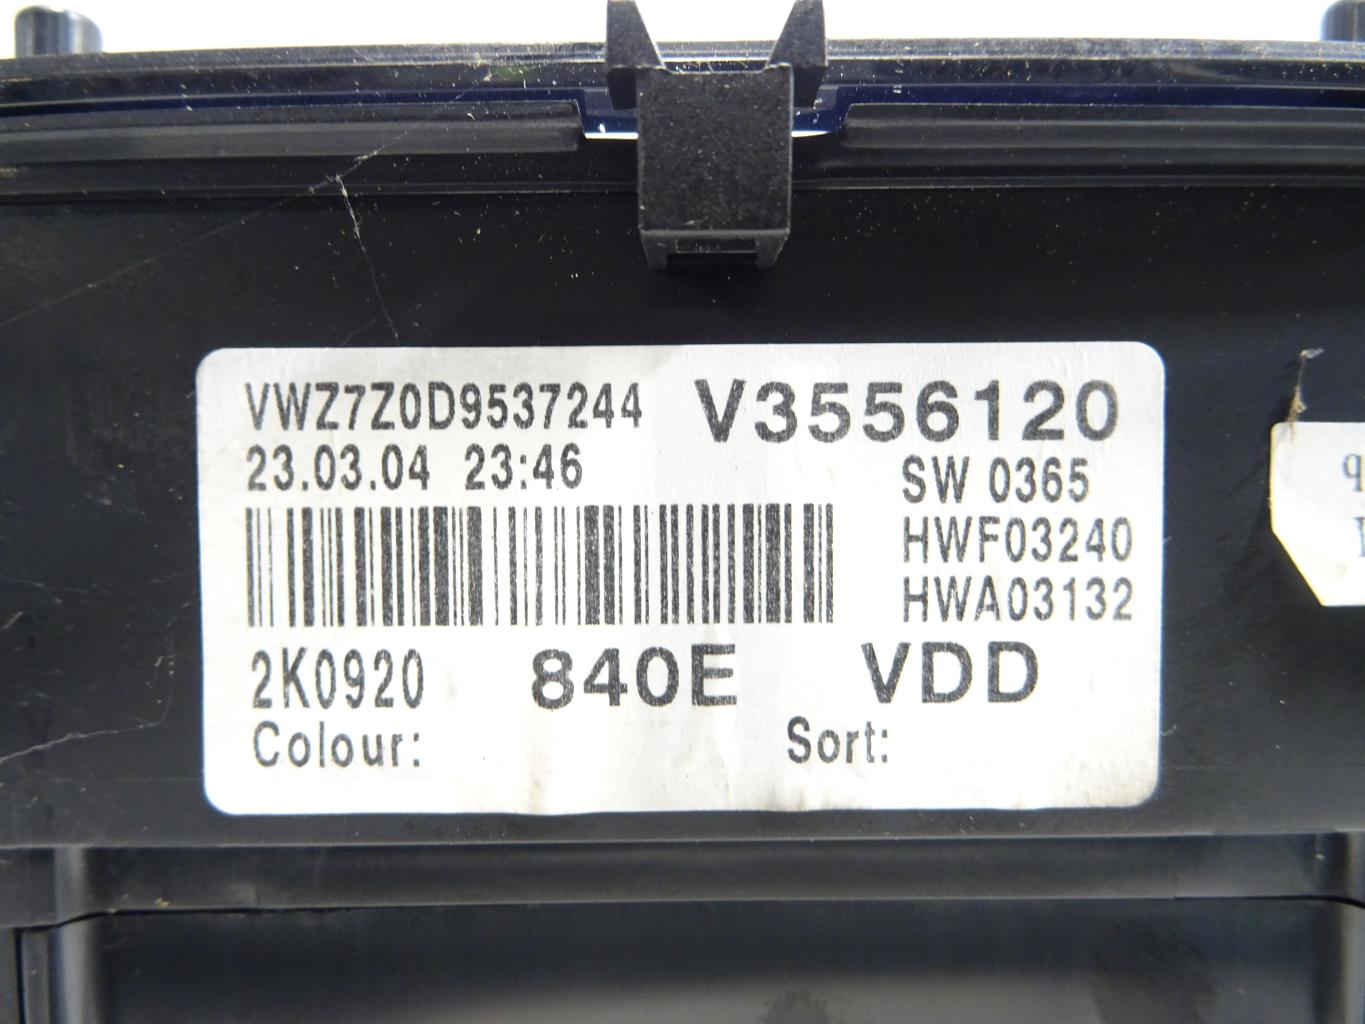 VWZ7Z0D9537244 V3556120
23.03.04 23:46 SW 0365
HWF03240
HWA03132
2K0920 840E VDD
Colour: Sort: